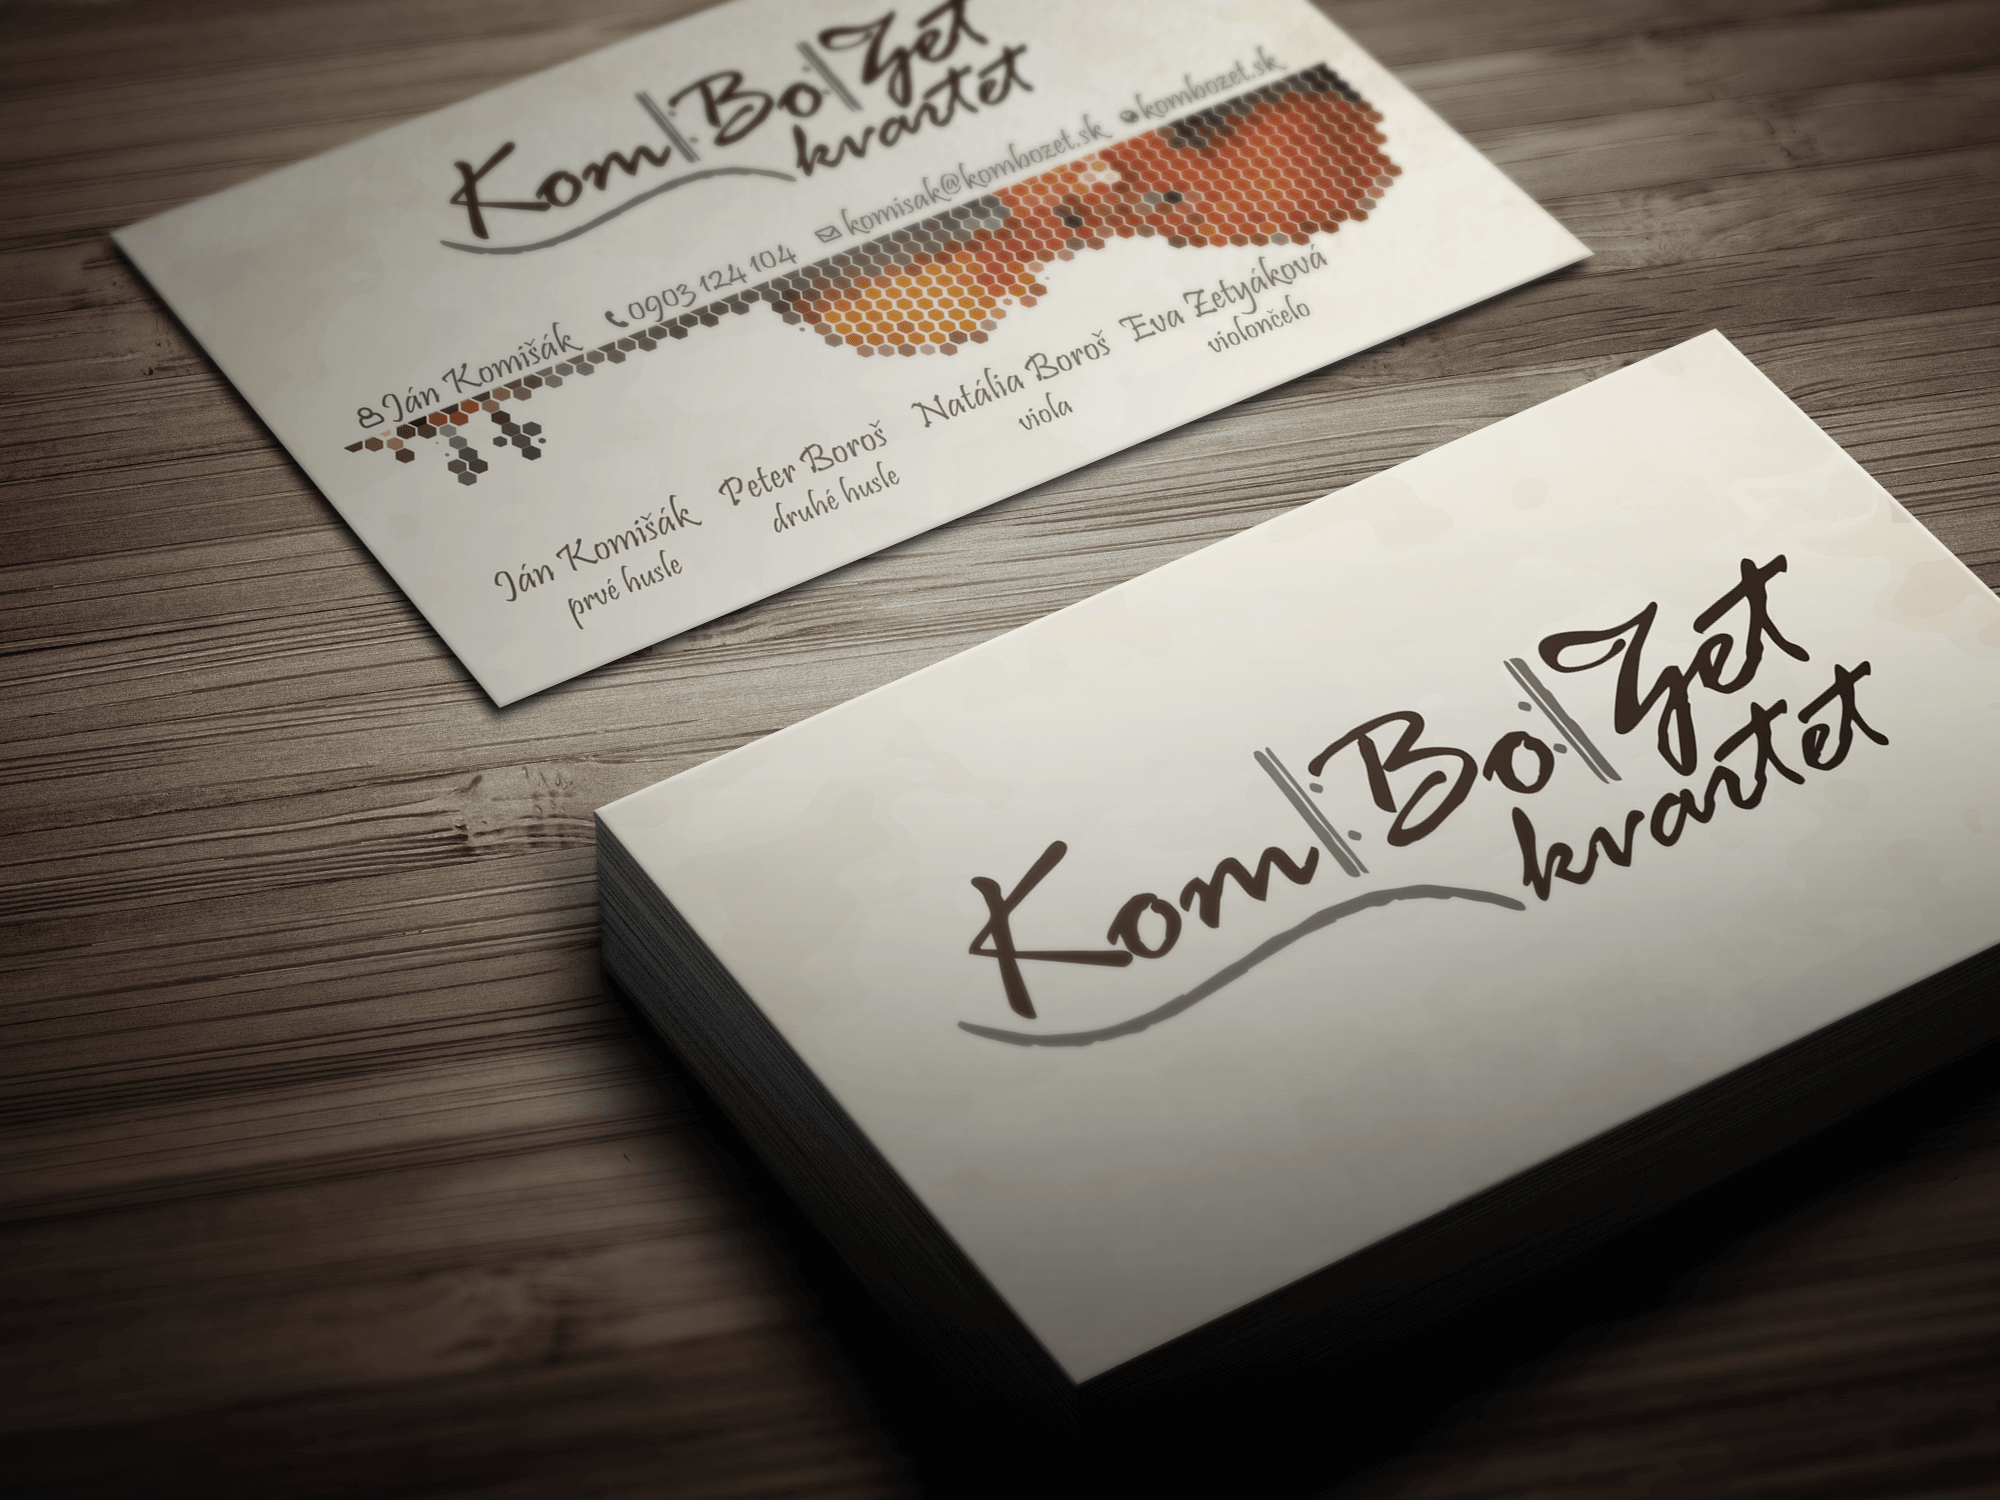 Kom Bo Zet
kvartet
Ján Komišák 0903 124 104 komisak@kombozet.sk kombozet.sk
Ján Komišák Peter Boroš Natália Boroš Eva Zetyáková
prvé husle druhé husle viola violončelo
Kom Bo Zet
kvartet